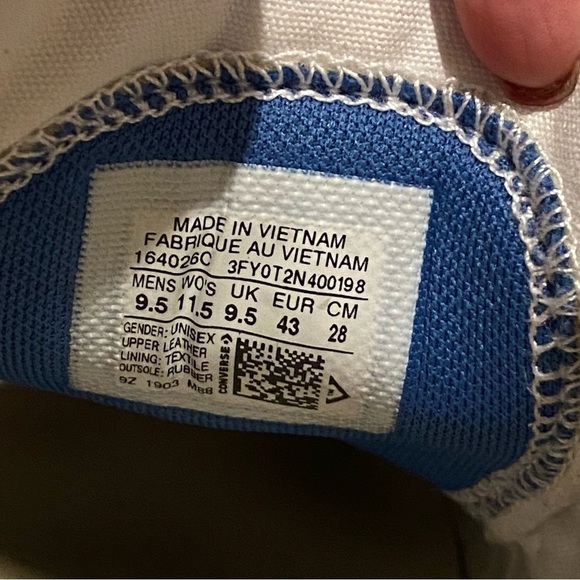 MADE IN VIETNAM
FABRIQUE AU VIETNAM
164026C 3FY0T2N400198
MENS WO'S UK EUR CM
9.5 11.5 9.5 43 28
GENDER: UNISEX
UPPER LEATHER
LINING: TEXTILE
OUTSOLE: RUBBER
9Z 1903 MBB
CONVERSE